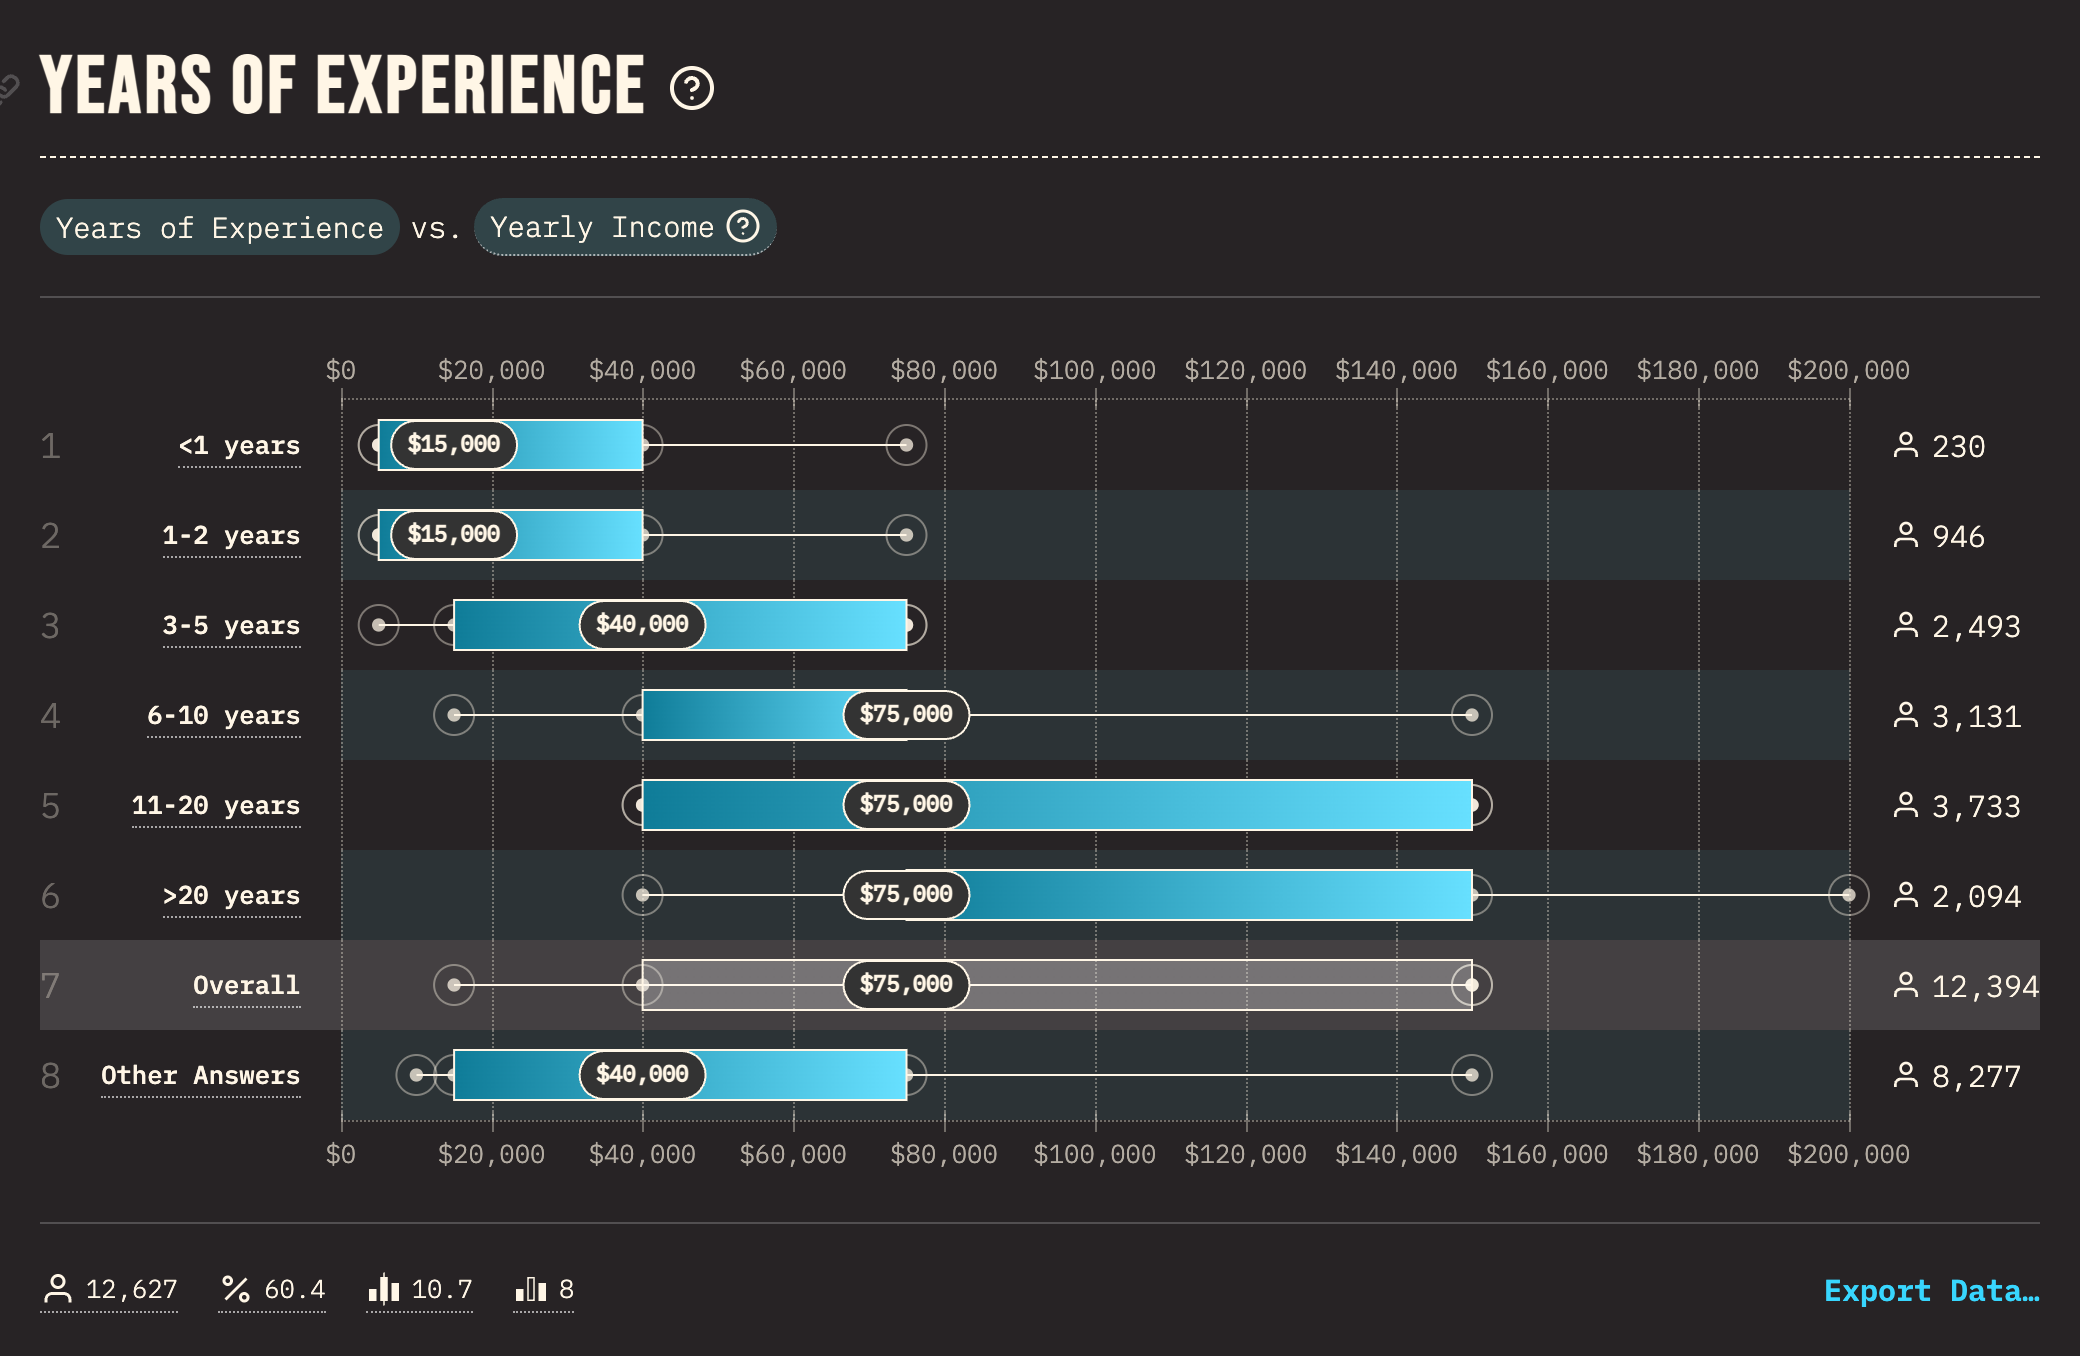 YEARS OF EXPERIENCE ?
Years of Experience vs. Yearly Income ?
$0 $20,000 $40,000 $60,000 $80,000 $100,000 $120,000 $140,000 $160,000 $180,000 $200,000
1 <1 years $15,000 230
2 1-2 years $15,000 946
3 3-5 years $40,000 2,493
4 6-10 years $75,000 3,131
5 11-20 years $75,000 3,733
6 >20 years $75,000 2,094
7 Overall $75,000 12,394
8 Other Answers $40,000 8,277
$0 $20,000 $40,000 $60,000 $80,000 $100,000 $120,000 $140,000 $160,000 $180,000 $200,000
12,627 % 60.4 10.7 8 Export Data…